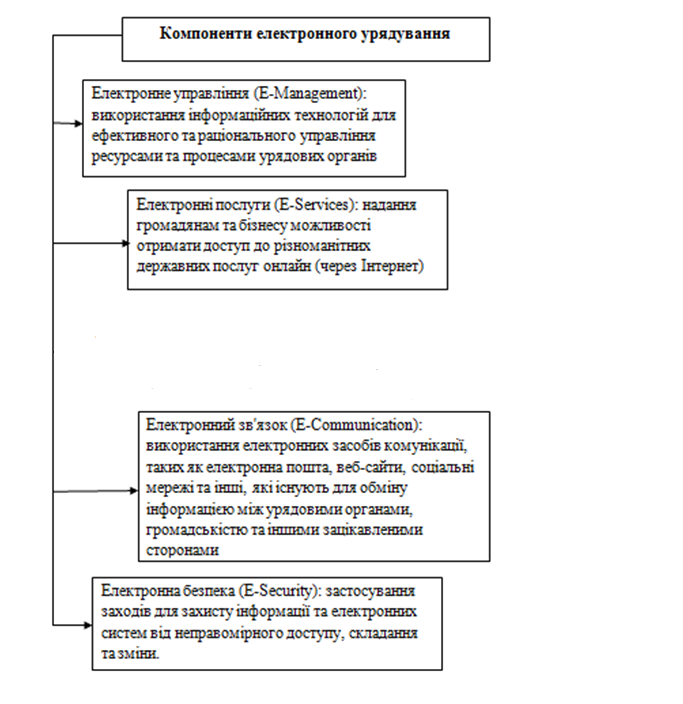 Компоненти електронного урядування
Електронне управління (E-Management):
використання інформаційних технологій для
ефективного та раціонального управління
ресурсами та процесами урядових органів
Електронні послуги (E-Services): надання
громадянам та бізнесу можливості
отримати доступ до різноманітних
державних послуг онлайн (через Інтернет)
Електронний зв'язок (E-Communication):
використання електронних засобів комунікації,
таких як електронна пошта, веб-сайти, соціальні
мережі та інші, які існують для обміну
інформацією між урядовими органами,
громадськістю та іншими зацікавленими
сторонами
Електронна безпека (E-Security): застосування
заходів для захисту інформації та електронних
систем від неправомірного доступу, складання
та зміни.